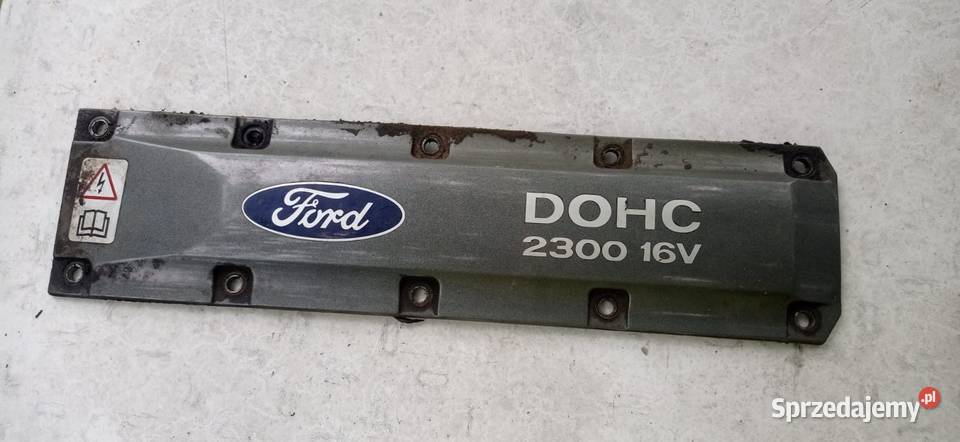 Ford
DOHC
2300 16V
Sprzedajemy.pl